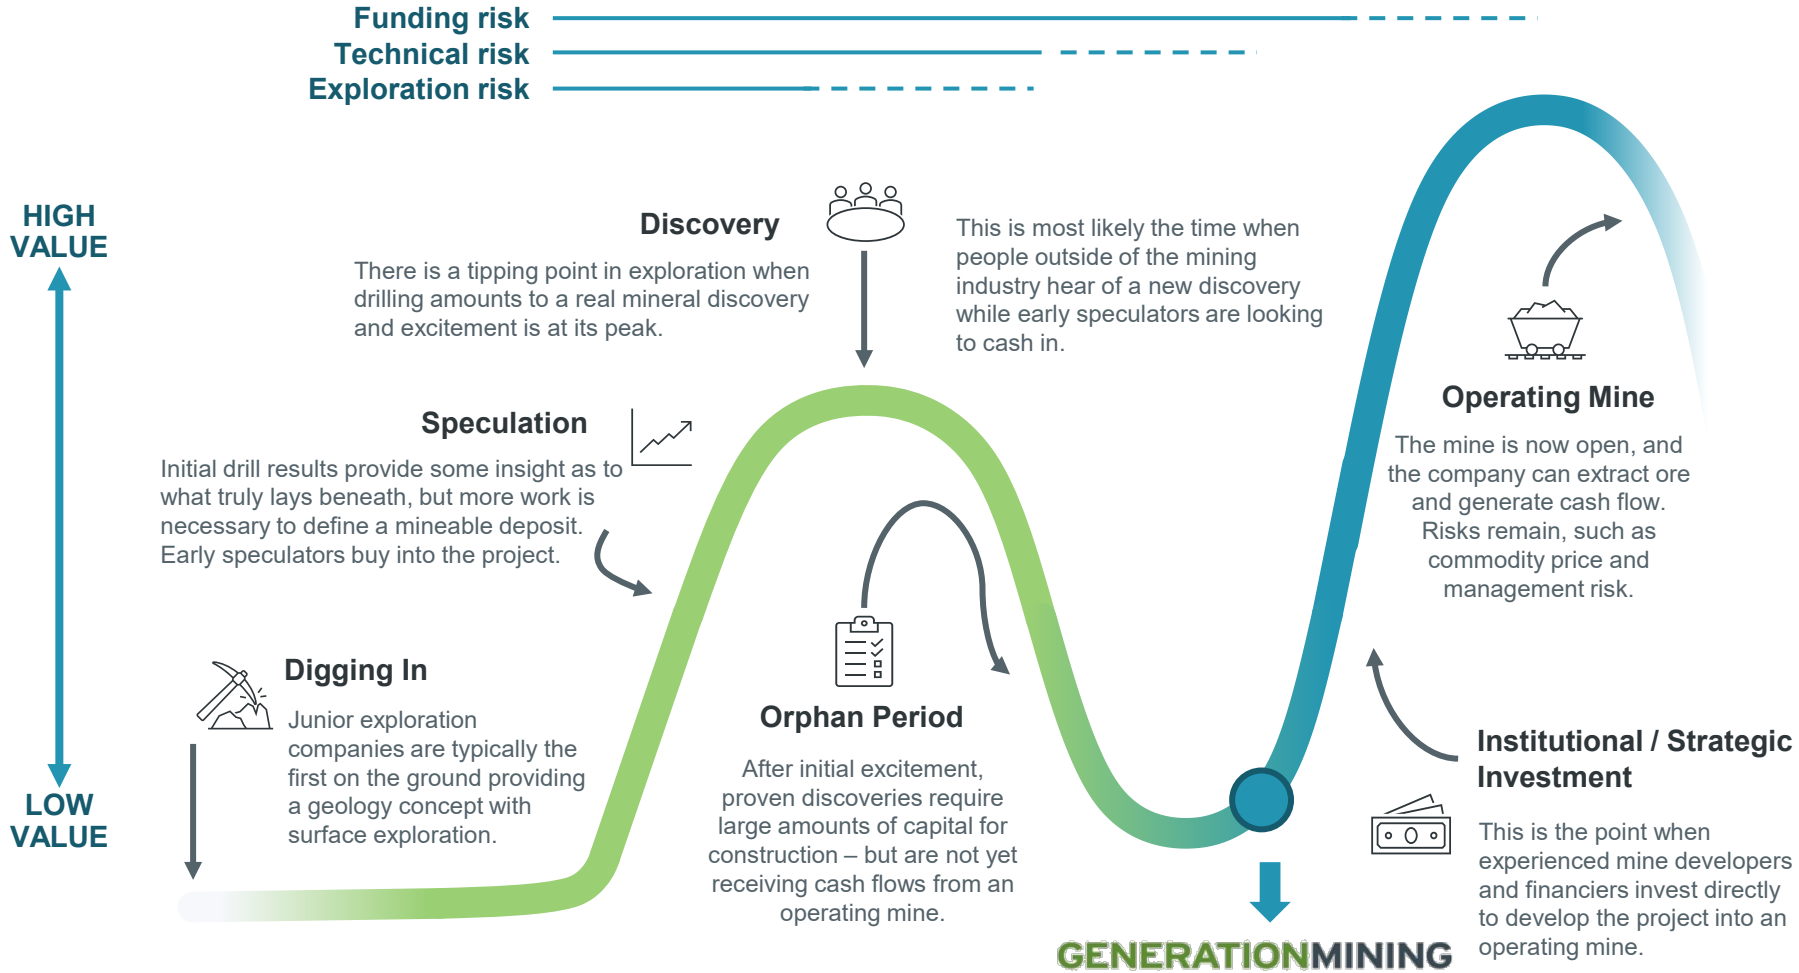 Funding risk
Technical risk
Exploration risk
HIGH
VALUE
LOW
VALUE
Discovery
There is a tipping point in exploration when
drilling amounts to a real mineral discovery
and excitement is at its peak.
This is most likely the time when
people outside of the mining
industry hear of a new discovery
while early speculators are looking
to cash in.
Speculation
Initial drill results provide some insight as to
what truly lays beneath, but more work is
necessary to define a mineable deposit.
Early speculators buy into the project.
Digging In
Junior exploration
companies are typically the
first on the ground providing
a geology concept with
surface exploration.
Orphan Period
After initial excitement,
proven discoveries require
large amounts of capital for
construction – but are not yet
receiving cash flows from an
operating mine.
Operating Mine
The mine is now open, and
the company can extract ore
and generate cash flow.
Risks remain, such as
commodity price and
management risk.
Institutional / Strategic
Investment
This is the point when
experienced mine developers
and financiers invest directly
to develop the project into an
operating mine.
GENERATIONMINING